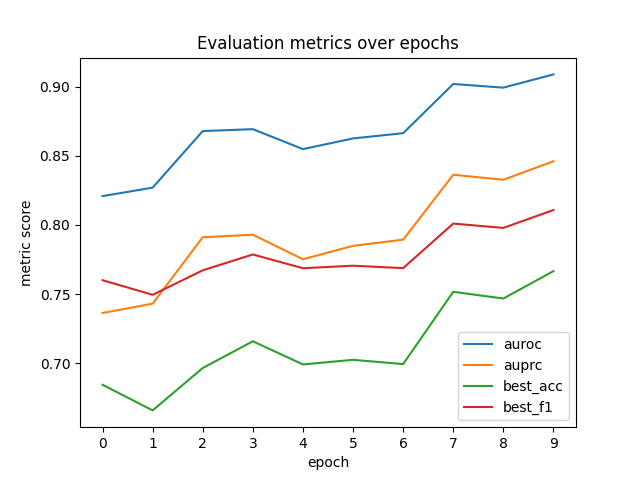 Evaluation metrics over epochs
metric score
0.90
0.85
0.80
0.75
0.70
auroc
auprc
best_acc
best_f1
0 1 2 3 4 5 6 7 8 9
epoch